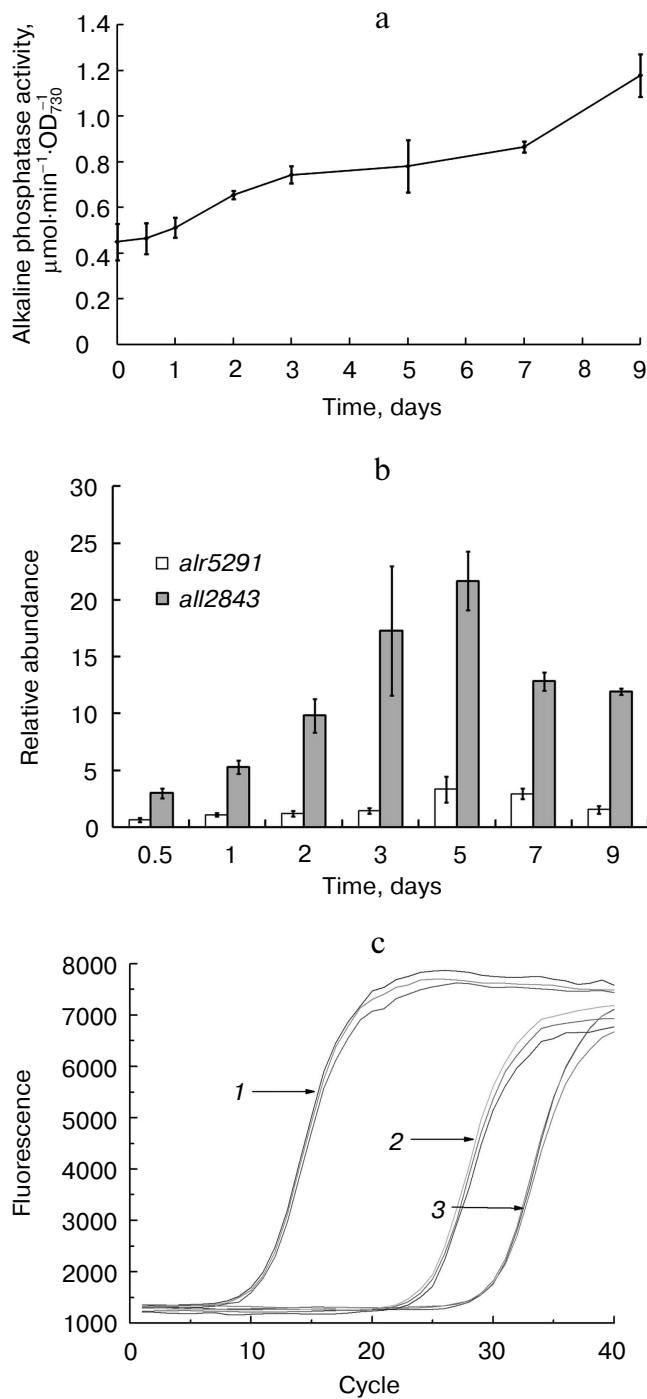 a
Alkaline phosphatase activity,
μmol·min⁻¹·OD₇₃₀⁻¹
1.4
1.2
1.0
0.8
0.6
0.4
0.2
0
0 1 2 3 4 5 6 7 8 9
Time, days
b
Relative abundance
30
25
20
15
10
5
0
alr5291
all2843
0.5 1 2 3 5 7 9
Time, days
c
Fluorescence
8000
7000
6000
5000
4000
3000
2000
1000
1
2
3
0 10 20 30 40
Cycle